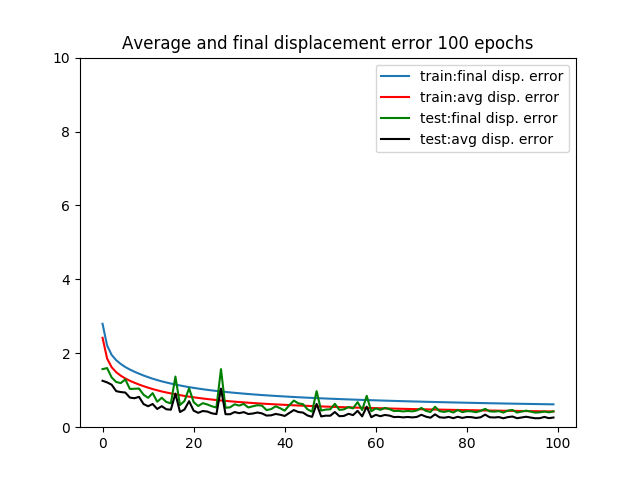 Average and final displacement error 100 epochs
10
8
6
4
2
0
0 20 40 60 80 100
train:final disp. error
train:avg disp. error
test:final disp. error
test:avg disp. error